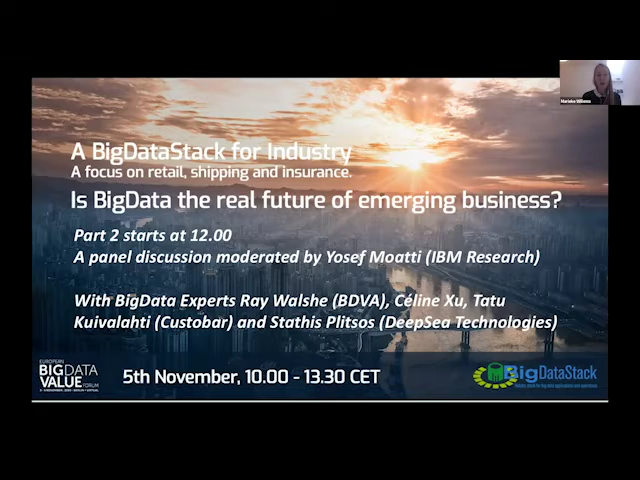 Marieke Willems
A BigDataStack for Industry
A focus on retail, shipping and insurance.
Is BigData the real future of emerging business?
Part 2 starts at 12.00
A panel discussion moderated by Yosef Moatti (IBM Research)
With BigData Experts Ray Walshe (BDVA), Céline Xu, Tatu
Kuivalahti (Custobar) and Stathis Plitsos (DeepSea Technologies)
EUROPEAN
BIGDATA
VALUE FORUM
5th November, 10.00 - 13.30 CET
BigDataStack